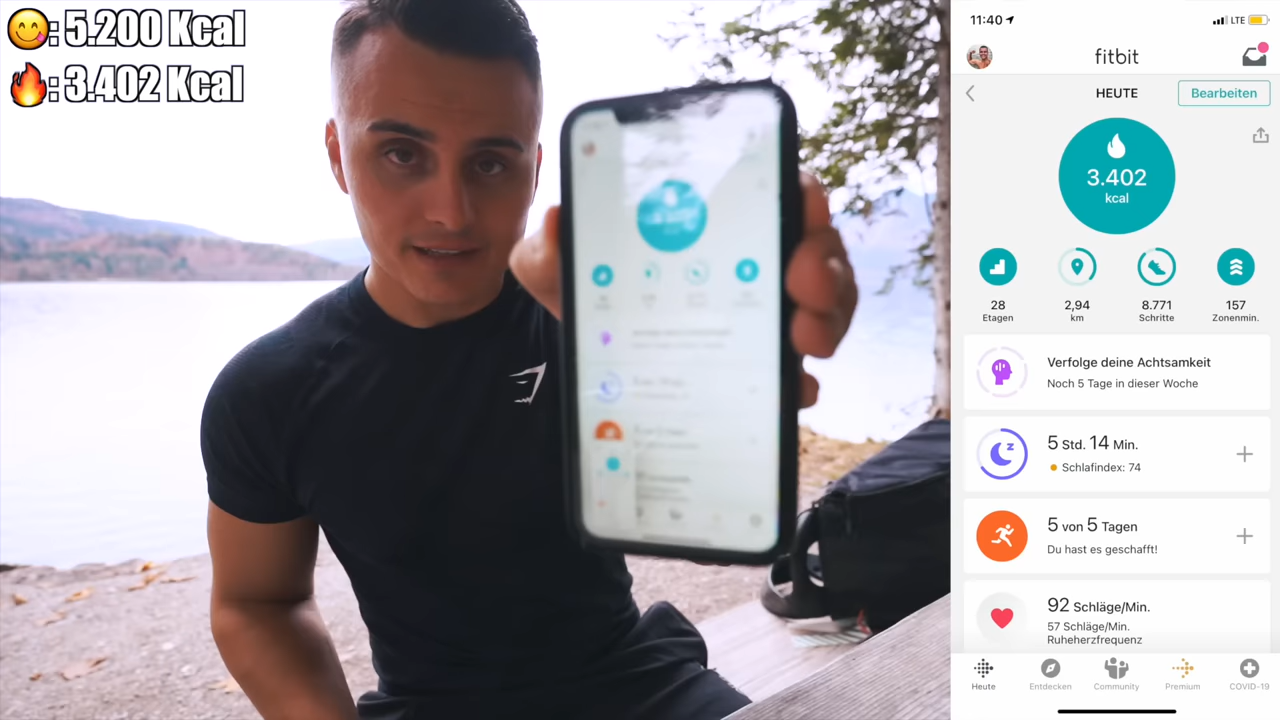 😋: 5.200 Kcal
🔥: 3.402 Kcal
11:40
LTE
fitbit
HEUTE
Bearbeiten
3.402
kcal
28
Etagen
2,94
km
8.771
Schritte
157
Zonenmin.
Verfolge deine Achtsamkeit
Noch 5 Tage in dieser Woche
5 Std. 14 Min.
Schlafindex: 74
5 von 5 Tagen
Du hast es geschafft!
92 Schläge/Min.
57 Schläge/Min.
Ruheherzfrequenz
Heute
Entdecken
Community
Premium
COVID-19